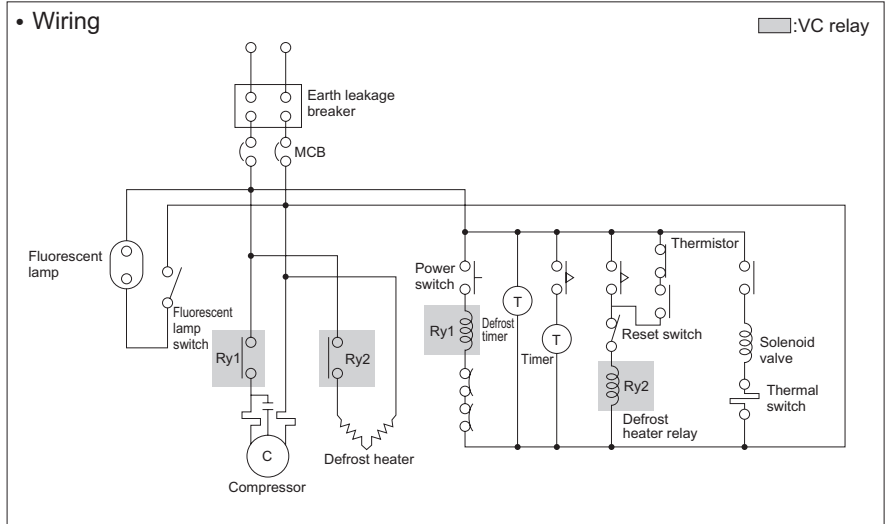 • Wiring
:VC relay
Earth leakage
breaker
MCB
Fluorescent
lamp
Fluorescent
lamp
switch
Ry1
Ry2
C
Compressor
Defrost heater
Power
switch
Ry1
Defrost
timer
T
T
Timer
Thermistor
Reset switch
Ry2
Defrost
heater relay
Solenoid
valve
Thermal
switch